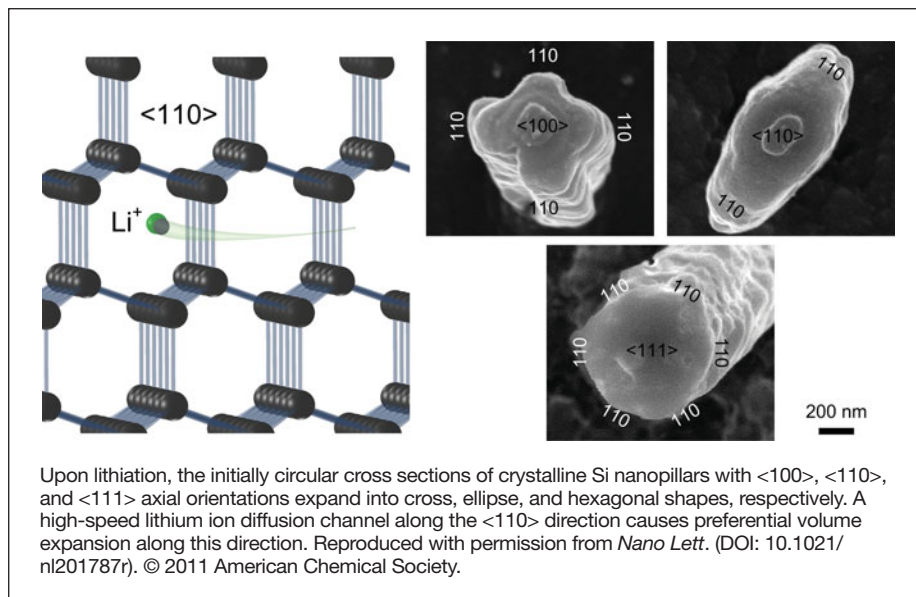 <110>
Li+
110
110
<100>
110
110
110
<110>
110
110
110
110
<111>
110
110
110
200 nm
Upon lithiation, the initially circular cross sections of crystalline Si nanopillars with <100>, <110>,
and <111> axial orientations expand into cross, ellipse, and hexagonal shapes, respectively. A
high-speed lithium ion diffusion channel along the <110> direction causes preferential volume
expansion along this direction. Reproduced with permission from Nano Lett. (DOI: 10.1021/
nl201787r). © 2011 American Chemical Society.